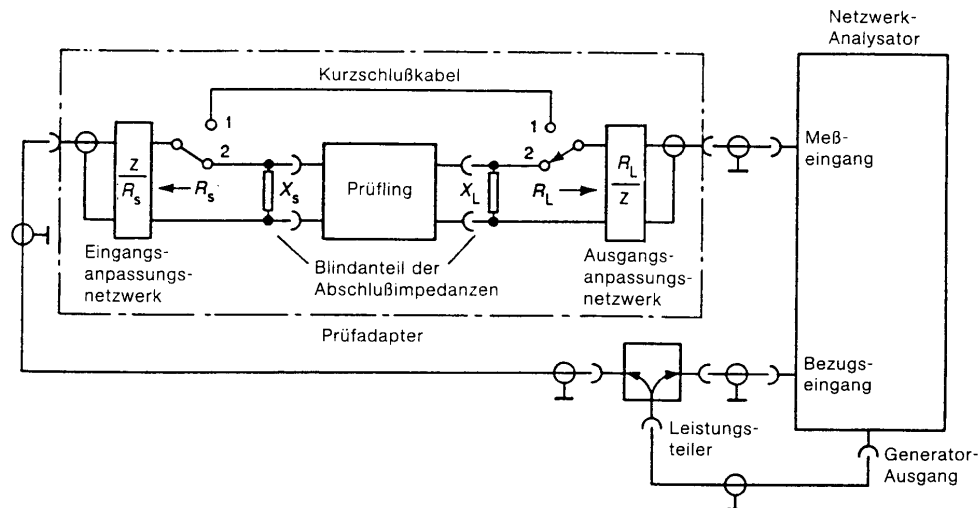 Netzwerk-
Analysator
Kurzschlußkabel
1
2
1
2
Meß-
eingang
Z
R_s
R_s
X_s
Prüfling
X_L
R_L
R_L
Z
Eingangs-
anpassungs-
netzwerk
Blindanteil der
Abschlußimpedanzen
Ausgangs-
anpassungs-
netzwerk
Prüfadapter
Bezugs-
eingang
Leistungs-
teiler
Generator-
Ausgang